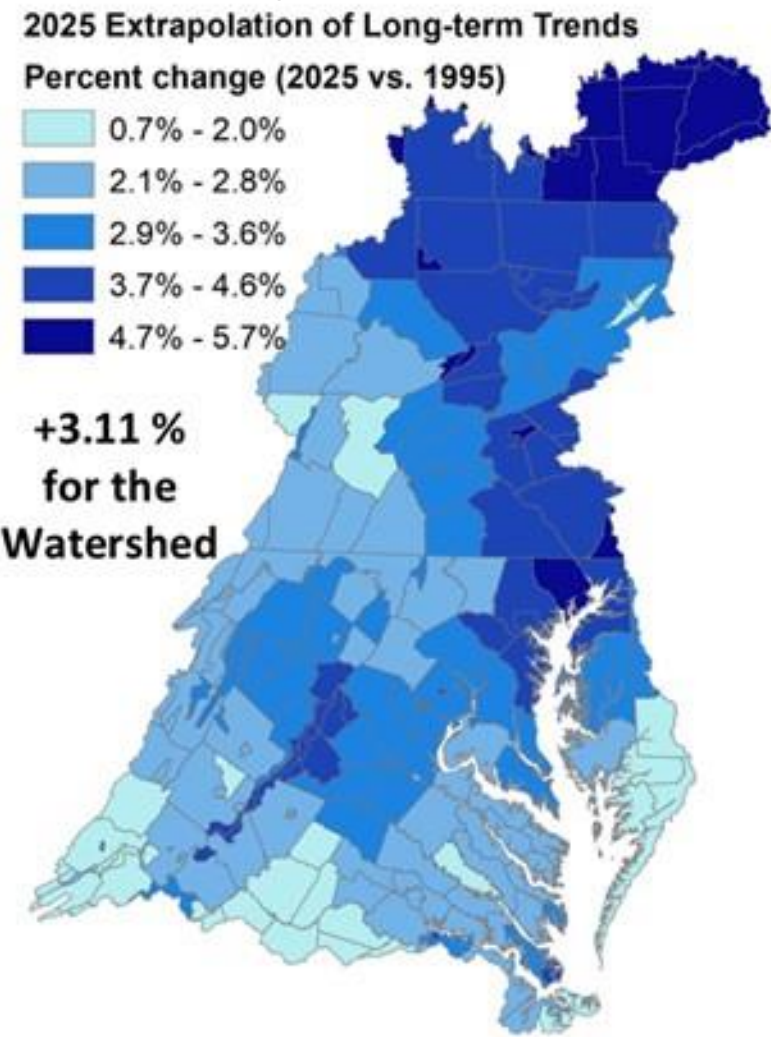 2025 Extrapolation of Long-term Trends
Percent change (2025 vs. 1995)
0.7% - 2.0%
2.1% - 2.8%
2.9% - 3.6%
3.7% - 4.6%
4.7% - 5.7%
+3.11 %
for the
Watershed